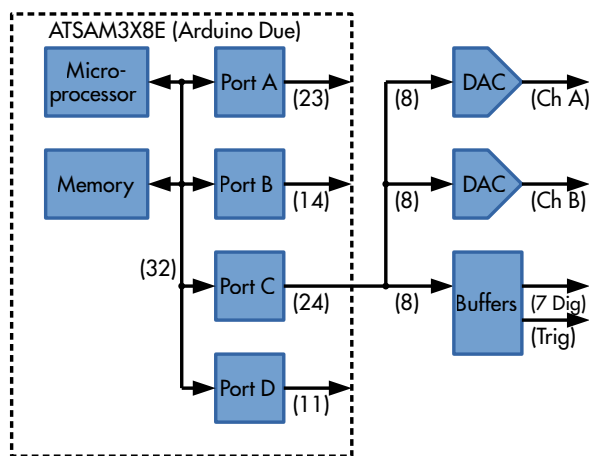 ATSAM3X8E (Arduino Due)
Micro-
processor
Port A
(23)
(8)
DAC
(Ch A)
Memory
Port B
(14)
(8)
DAC
(Ch B)
(32)
Port C
(24)
(8)
Buffers
(7 Dig)
(Trig)
Port D
(11)